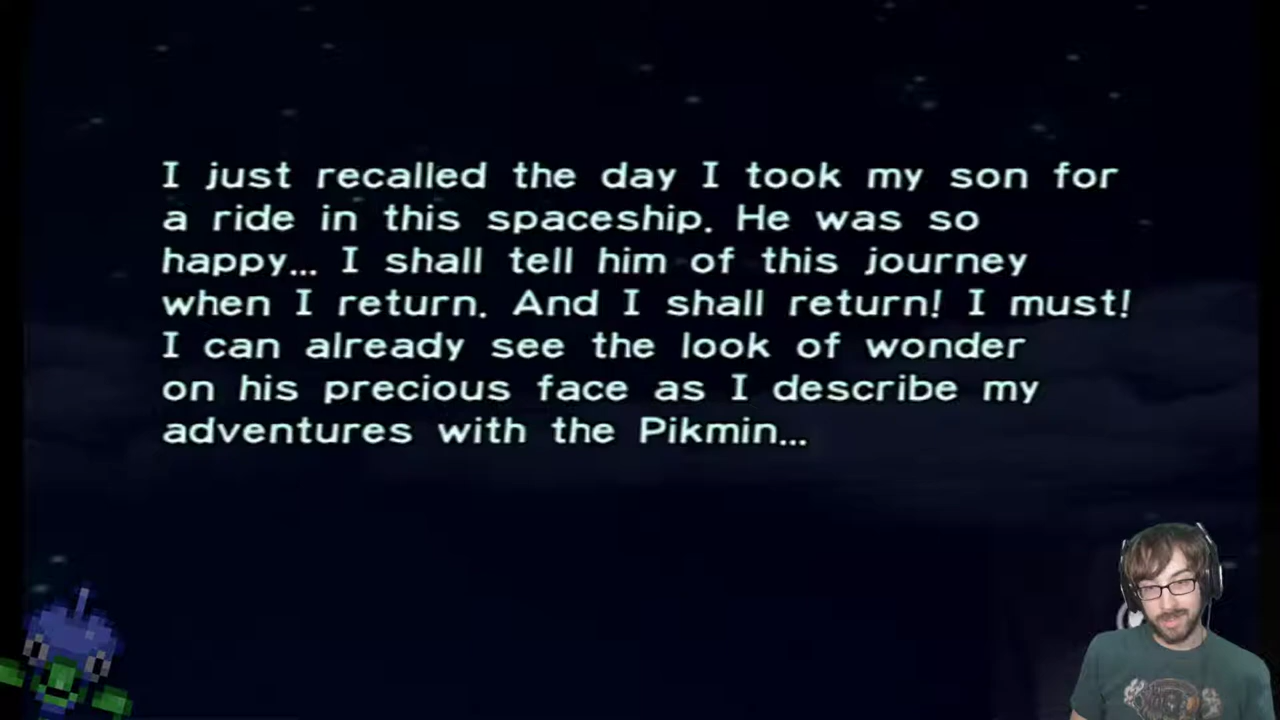 I just recalled the day I took my son for
a ride in this spaceship. He was so
happy... I shall tell him of this journey
when I return. And I shall return! I must!
I can already see the look of wonder
on his precious face as I describe my
adventures with the Pikmin...